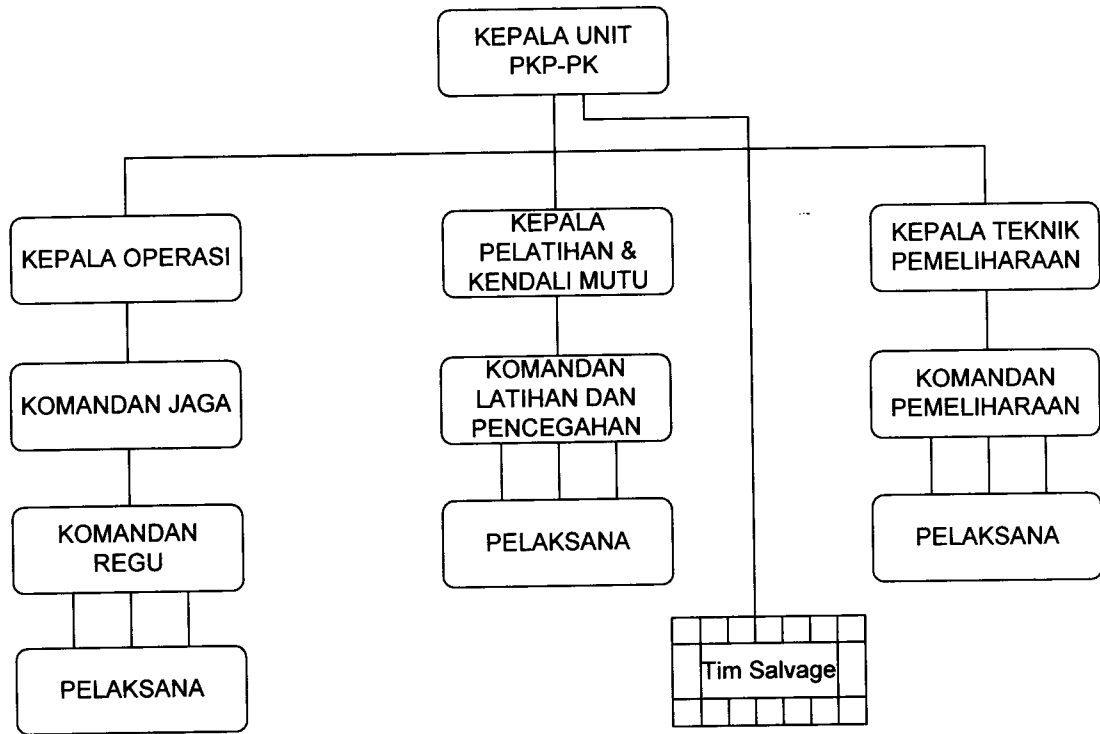 KEPALA UNIT
PKP-PK
KEPALA OPERASI
KEPALA
PELATIHAN &
KENDALI MUTU
KEPALA TEKNIK
PEMELIHARAAN
KOMANDAN JAGA
KOMANDAN
LATIHAN DAN
PENCEGAHAN
KOMANDAN
PEMELIHARAAN
KOMANDAN
REGU
PELAKSANA
PELAKSANA
PELAKSANA
Tim Salvage